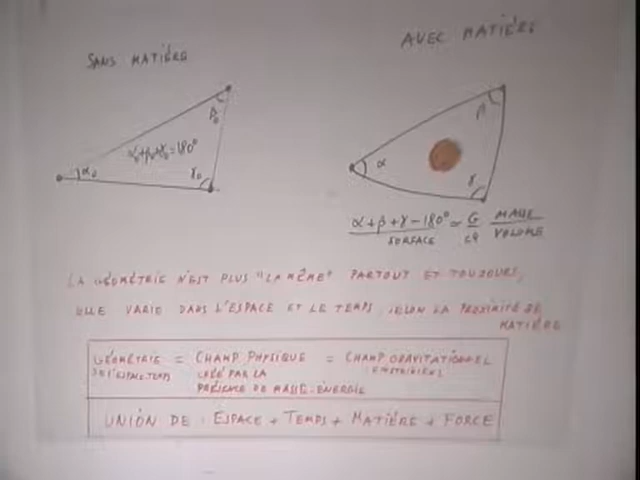 SANS MATIÈRE
AVEC MATIÈRE
β₀
α₀+β₀+γ₀=180°
α₀
γ₀
β
α
γ
α+β+γ-180° / SURFACE ≃ G / c² MASSE / VOLUME
LA GÉOMÉTRIE N'EST PLUS "LA MÊME" PARTOUT ET TOUJOURS,
ELLE VARIE DANS L'ESPACE ET LE TEMPS, SELON LA PROXIMITÉ DE
MATIÈRE
GÉOMÉTRIE = CHAMP PHYSIQUE = CHAMP GRAVITATIONNEL
DE L'ESPACE-TEMPS CRÉÉ PAR LA
PRÉSENCE DE MASSE-ÉNERGIE
UNION DE : ESPACE + TEMPS + MATIÈRE + FORCE